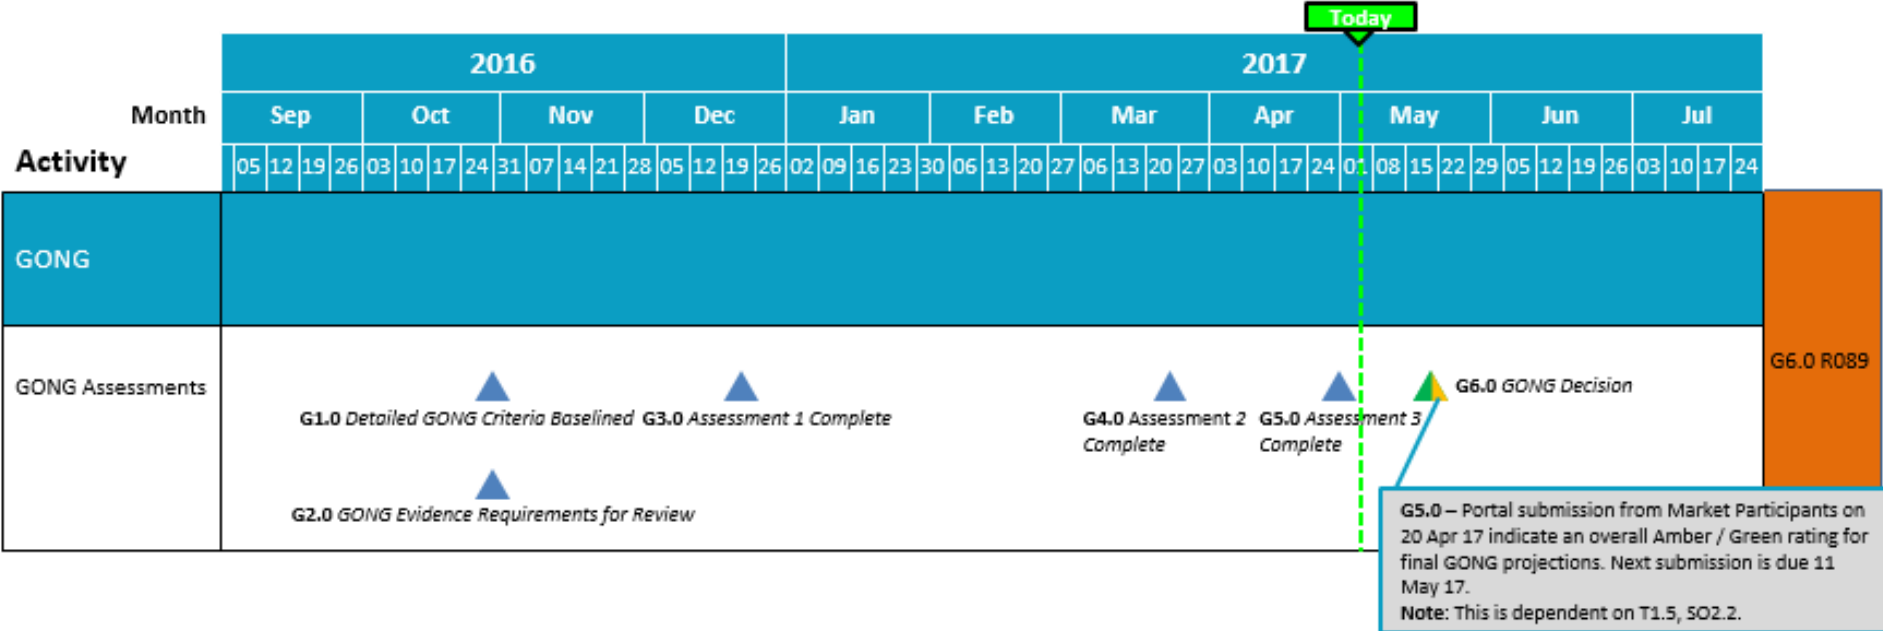 Today
2016 2017
Month Sep Oct Nov Dec Jan Feb Mar Apr May Jun Jul
Activity 05 12 19 26 03 10 17 24 31 07 14 21 28 05 12 19 26 02 09 16 23 30 06 13 20 27 06 13 20 27 03 10 17 24 01 08 15 22 29 05 12 19 26 03 10 17 24
GONG
GONG Assessments
G6.0 GONG Decision
G6.0 R089
G1.0 Detailed GONG Criteria Baselined
G3.0 Assessment 1 Complete
G4.0 Assessment 2
Complete
G5.0 Assessment 3
Complete
G2.0 GONG Evidence Requirements for Review
G5.0 – Portal submission from Market Participants on
20 Apr 17 indicate an overall Amber / Green rating for
final GONG projections. Next submission is due 11
May 17.
Note: This is dependent on T1.5, SO2.2.